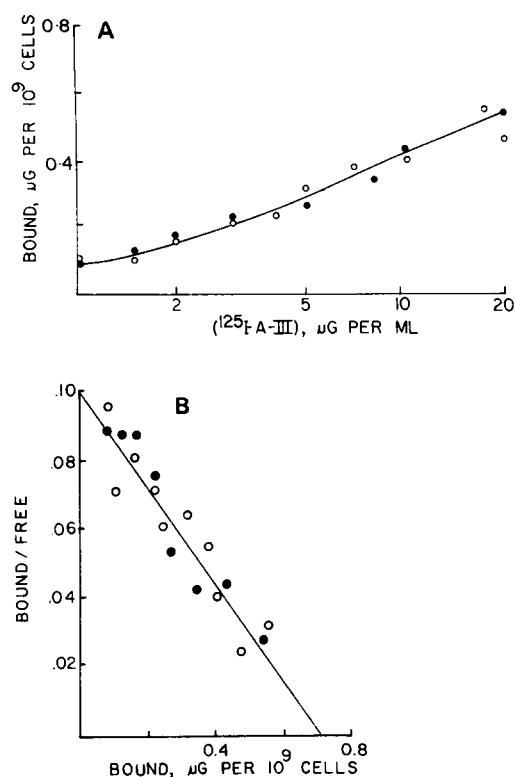 A
0.8
0.4
BOUND, µG PER 10⁹ CELLS
2 5 10 20
(¹²⁵I-A-III), µG PER ML
B
.10
.08
.06
.04
.02
BOUND/FREE
0.4 0.8
BOUND, µG PER 10⁹ CELLS